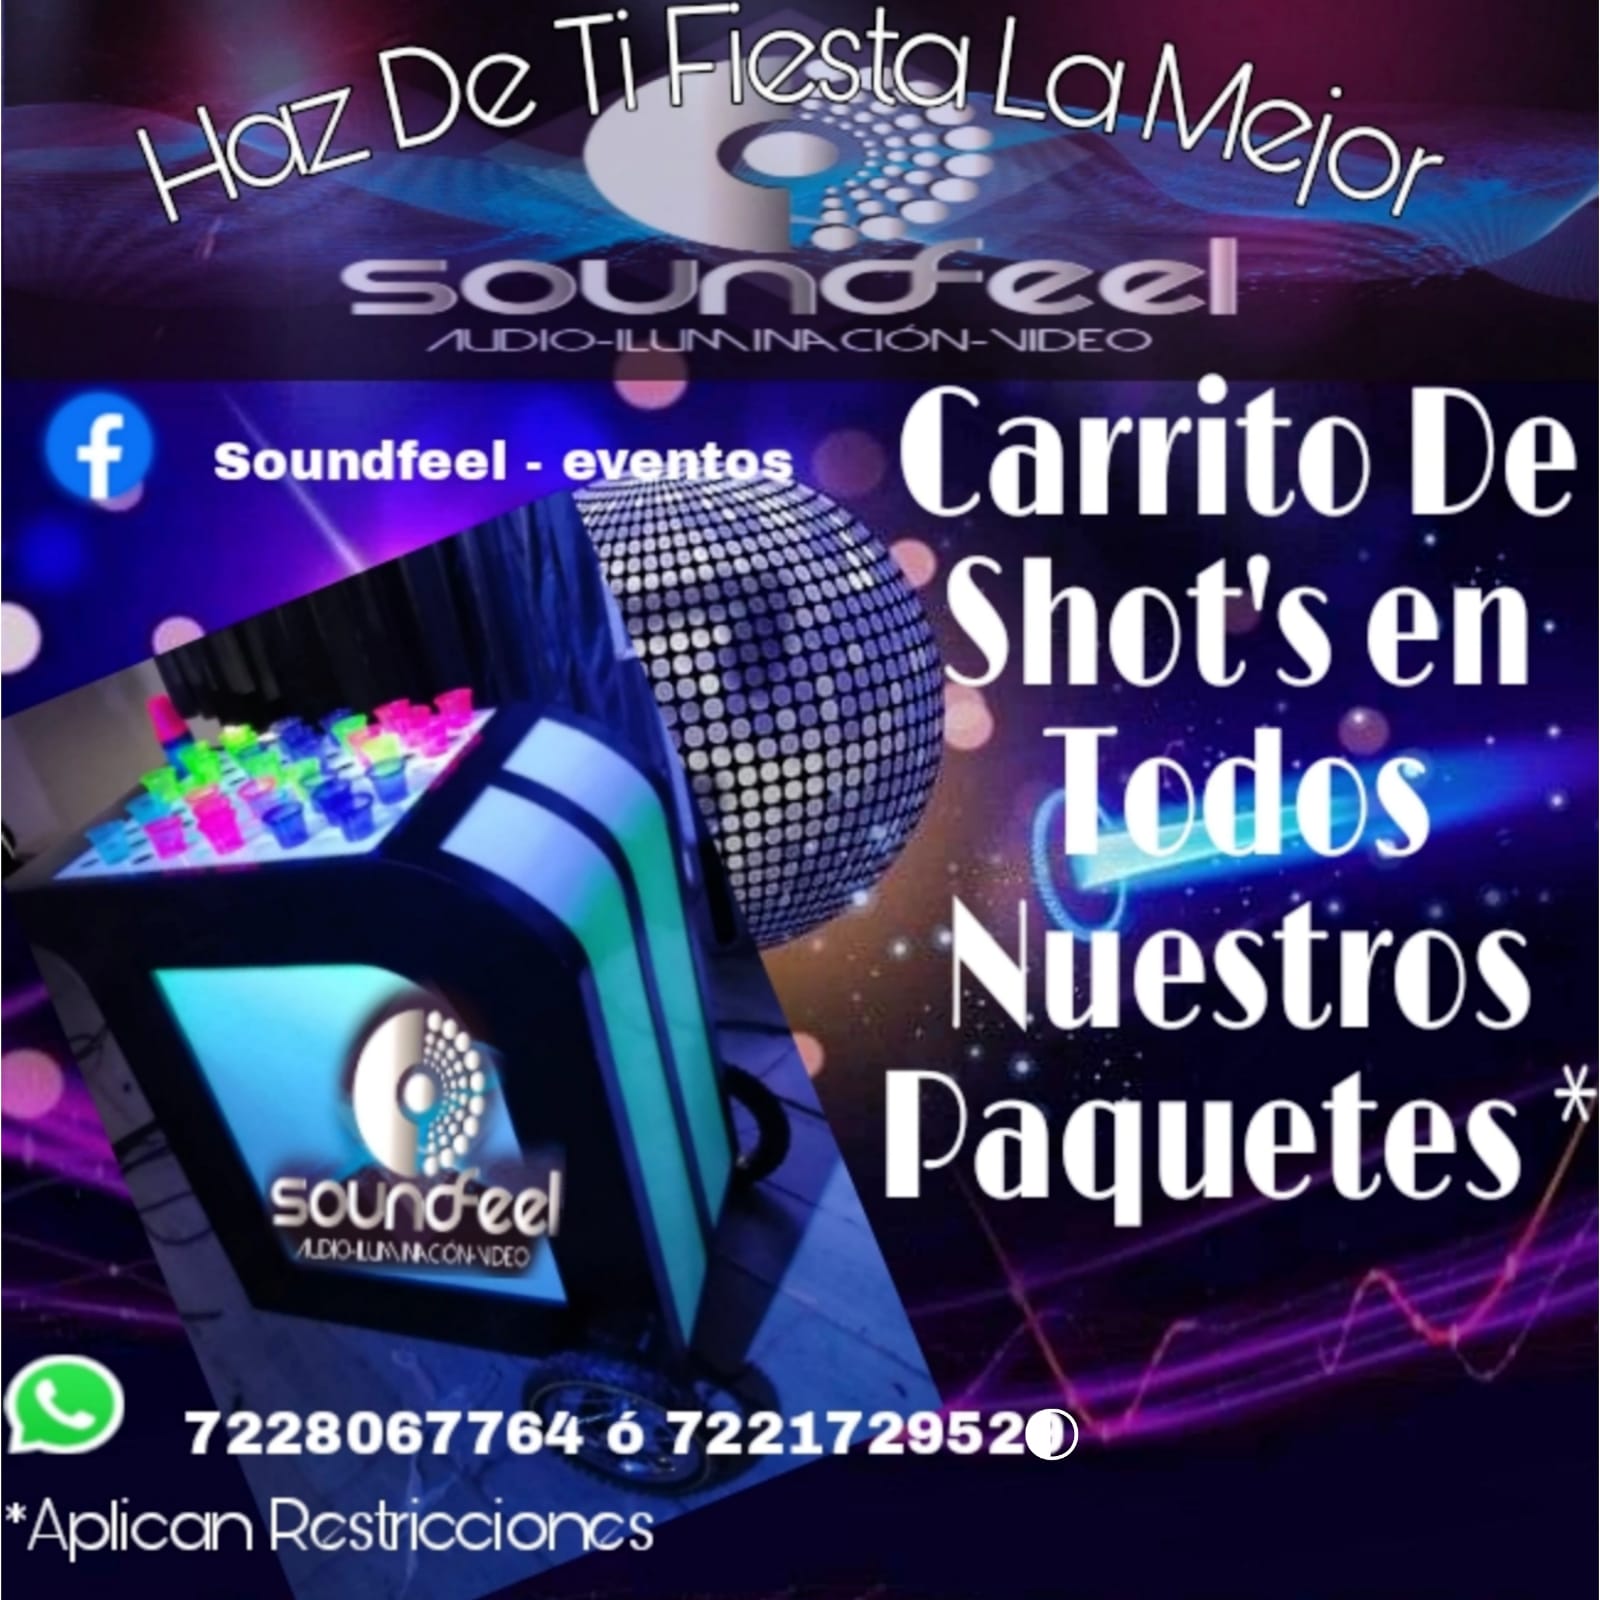 Haz De Ti Fiesta La Mejor
soundfeel
AUDIO-ILUMINACIÓN-VIDEO
Soundfeel - eventos
Carrito De
Shot's en
Todos
Nuestros
Paquetes *
soundfeel
AUDIO-ILUMINACIÓN-VIDEO
7228067764 ó 7221729529
*Aplican Restricciones